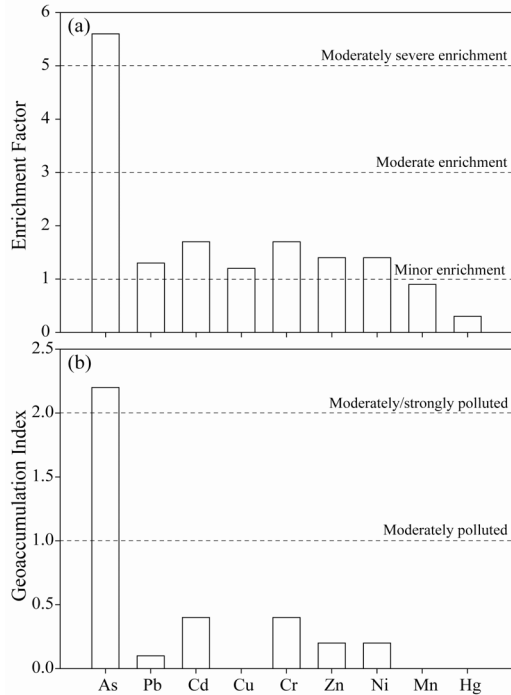 (a)
6
5
4
3
2
1
0
Enrichment Factor
Moderately severe enrichment
Moderate enrichment
Minor enrichment
(b)
2.5
2.0
1.5
1.0
0.5
0.0
Geoaccumulation Index
Moderately/strongly polluted
Moderately polluted
As Pb Cd Cu Cr Zn Ni Mn Hg